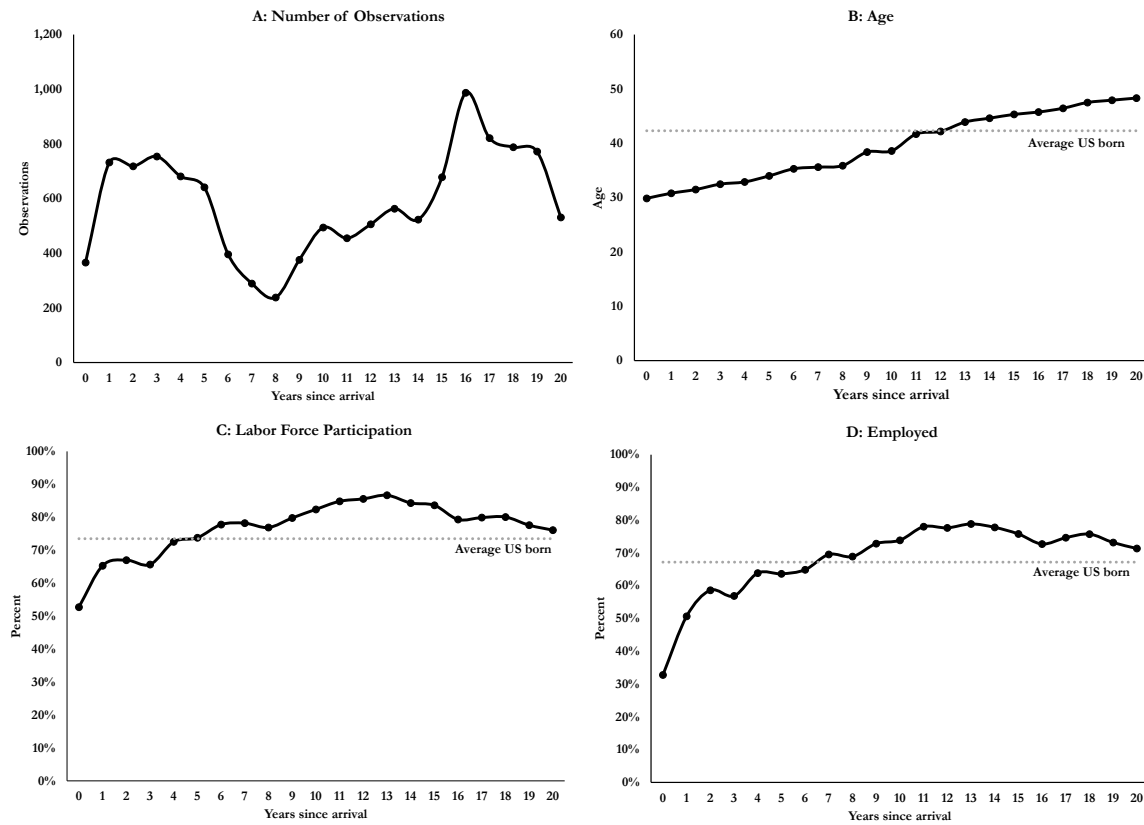 A: Number of Observations
1,200
1,000
800
600
400
200
0
Observations
0 1 2 3 4 5 6 7 8 9 10 11 12 13 14 15 16 17 18 19 20
Years since arrival
B: Age
60
50
40
30
20
10
0
Age
Average US born
0 1 2 3 4 5 6 7 8 9 10 11 12 13 14 15 16 17 18 19 20
Years since arrival
C: Labor Force Participation
100%
90%
80%
70%
60%
50%
40%
30%
20%
10%
0%
Percent
Average US born
0 1 2 3 4 5 6 7 8 9 10 11 12 13 14 15 16 17 18 19 20
Years since arrival
D: Employed
100%
90%
80%
70%
60%
50%
40%
30%
20%
10%
0%
Percent
Average US born
0 1 2 3 4 5 6 7 8 9 10 11 12 13 14 15 16 17 18 19 20
Years since arrival